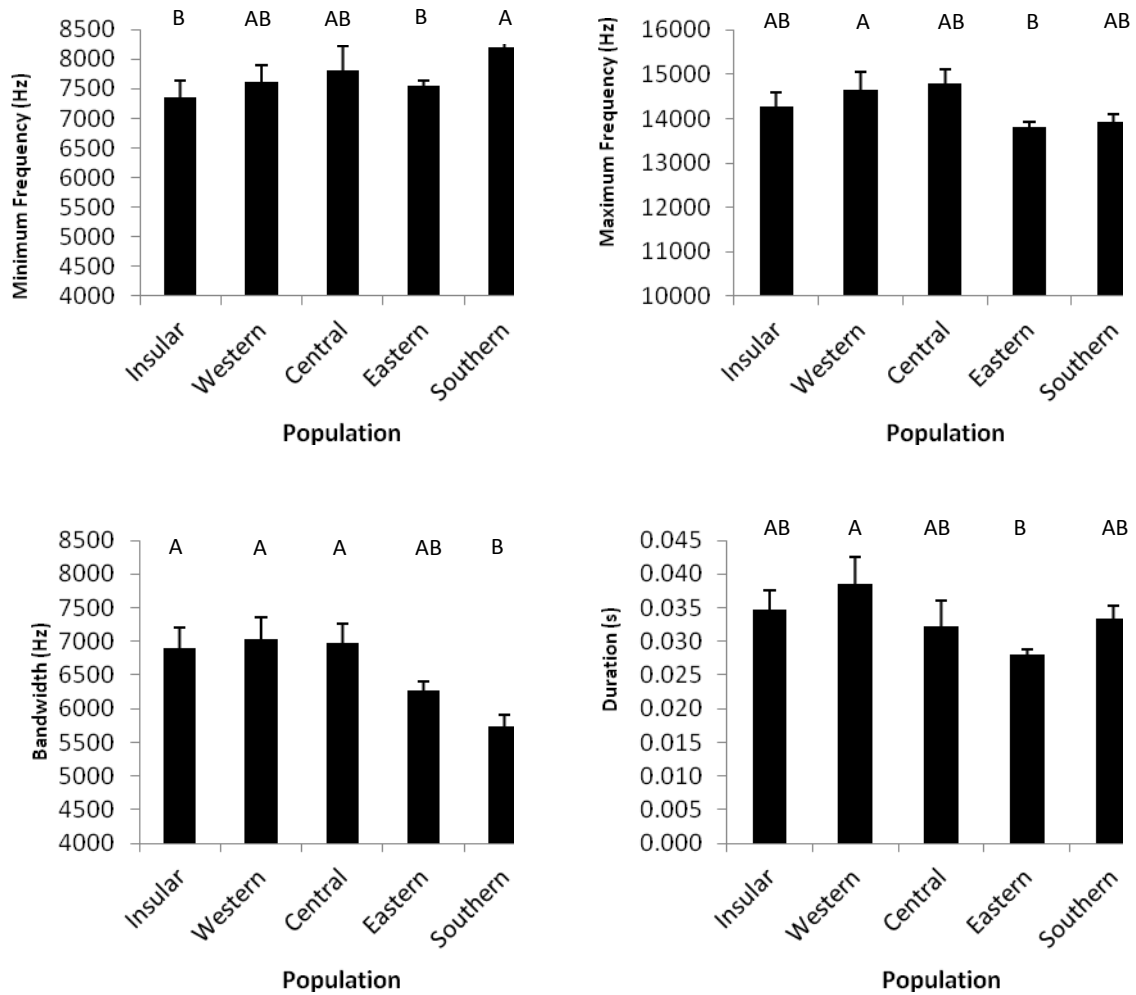 B AB AB B A
Minimum Frequency (Hz)
8500
8000
7500
7000
6500
6000
5500
5000
4500
4000
Insular Western Central Eastern Southern
Population
AB A AB B AB
Maximum Frequency (Hz)
16000
15000
14000
13000
12000
11000
10000
Insular Western Central Eastern Southern
Population
A A A AB B
Bandwidth (Hz)
8500
8000
7500
7000
6500
6000
5500
5000
4500
4000
Insular Western Central Eastern Southern
Population
AB A AB B AB
Duration (s)
0.045
0.040
0.035
0.030
0.025
0.020
0.015
0.010
0.005
0.000
Insular Western Central Eastern Southern
Population